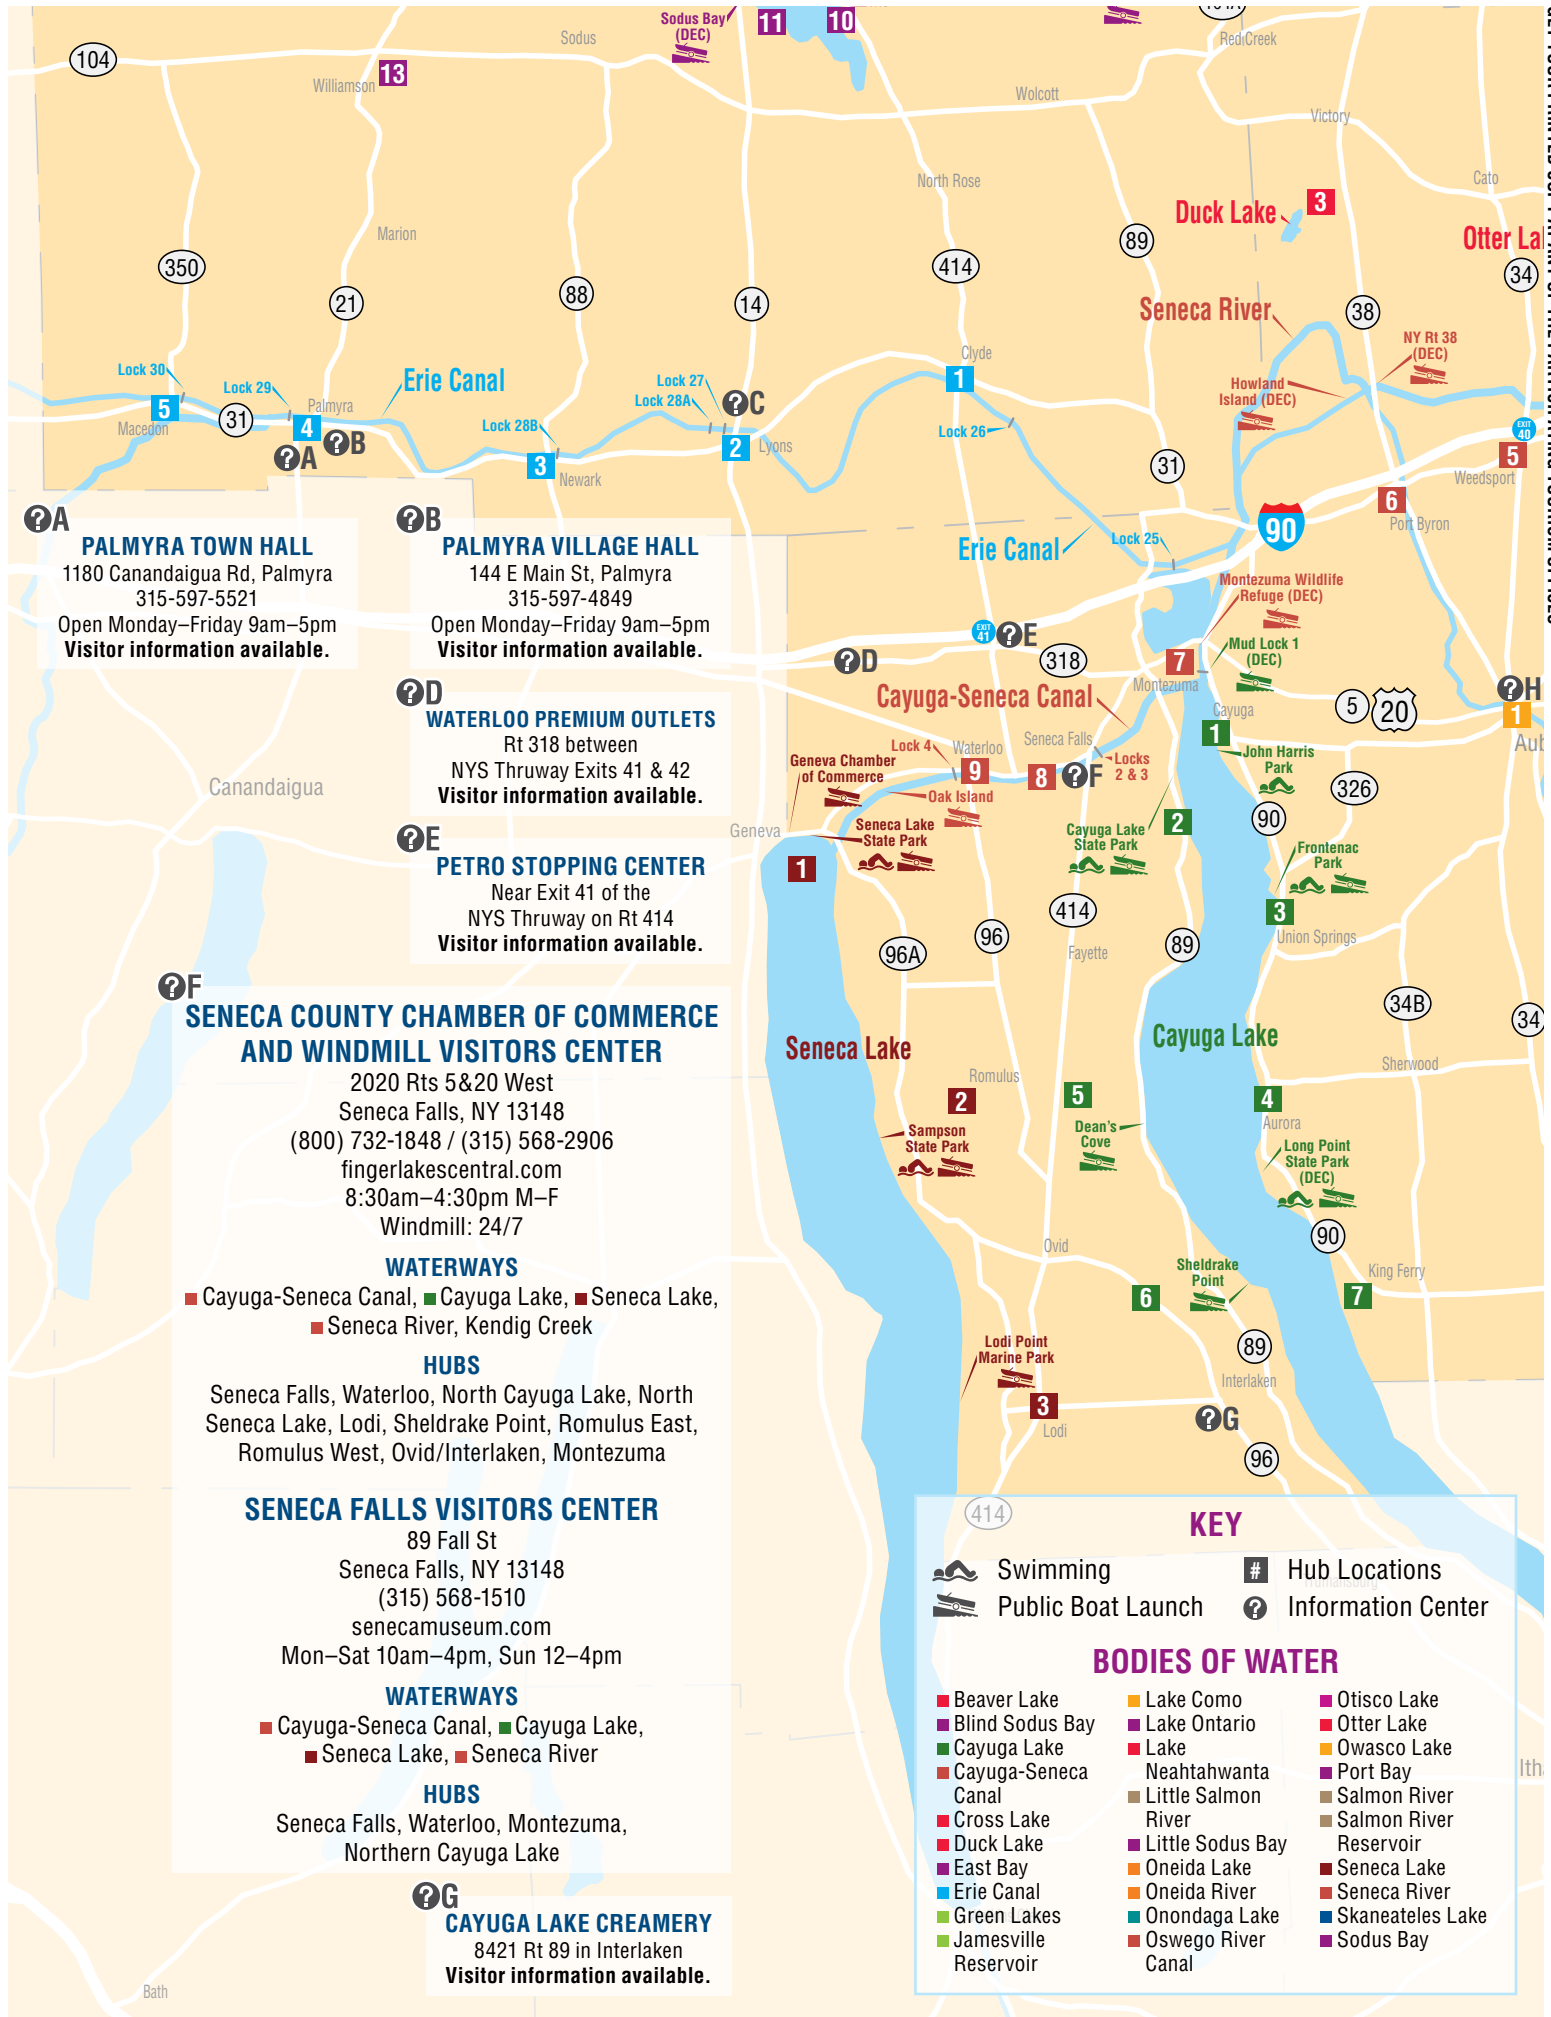 Sodus Bay
(DEC)
11
10
Sodus
104
Williamson
13
Red Creek
Wolcott
Victory
North Rose
Cato
Duck Lake
3
Marion
89
Otter La
350
414
34
21
88
14
Seneca River
38
NY Rt 38
(DEC)
Clyde
1
Lock 30
Lock 29
Erie Canal
Lock 27
Lock 28A
Howland
Island (DEC)
5
31
Palmyra
4
Macedon
C
Lock 28B
Lock 26
EXIT
40
2
Lyons
A
B
3
Newark
31
5
Weedsport
6
Port Byron
90
Erie Canal
Lock 25
A
PALMYRA TOWN HALL
1180 Canandaigua Rd, Palmyra
315-597-5521
Open Monday–Friday 9am–5pm
Visitor information available.
B
PALMYRA VILLAGE HALL
144 E Main St, Palmyra
315-597-4849
Open Monday–Friday 9am–5pm
Visitor information available.
Montezuma Wildlife
Refuge (DEC)
EXIT
41
E
D
318
7
Montezuma
Mud Lock 1
(DEC)
Cayuga-Seneca Canal
D
WATERLOO PREMIUM OUTLETS
Rt 318 between
NYS Thruway Exits 41 & 42
Visitor information available.
5
20
H
1
Aub
Cayuga
1
John Harris
Park
Lock 4
Waterloo
9
Seneca Falls
8
F
Locks
2 & 3
Geneva Chamber
of Commerce
Oak Island
326
Canandaigua
Geneva
Seneca Lake
State Park
Cayuga Lake
State Park
2
90
Frontenac
Park
E
PETRO STOPPING CENTER
Near Exit 41 of the
NYS Thruway on Rt 414
Visitor information available.
1
3
Union Springs
414
96
96A
Fayette
89
34B
34
F
SENECA COUNTY CHAMBER OF COMMERCE
AND WINDMILL VISITORS CENTER
2020 Rts 5&20 West
Seneca Falls, NY 13148
(800) 732-1848 / (315) 568-2906
fingerlakescentral.com
8:30am–4:30pm M–F
Windmill: 24/7
WATERWAYS
Cayuga-Seneca Canal, Cayuga Lake, Seneca Lake,
Seneca River, Kendig Creek
HUBS
Seneca Falls, Waterloo, North Cayuga Lake, North
Seneca Lake, Lodi, Sheldrake Point, Romulus East,
Romulus West, Ovid/Interlaken, Montezuma
SENECA FALLS VISITORS CENTER
89 Fall St
Seneca Falls, NY 13148
(315) 568-1510
senecamuseum.com
Mon–Sat 10am–4pm, Sun 12–4pm
WATERWAYS
Cayuga-Seneca Canal, Cayuga Lake,
Seneca Lake, Seneca River
HUBS
Seneca Falls, Waterloo, Montezuma,
Northern Cayuga Lake
G
CAYUGA LAKE CREAMERY
8421 Rt 89 in Interlaken
Visitor information available.
Bath
Seneca Lake
Cayuga Lake
Sherwood
Romulus
2
5
4
Aurora
Sampson
State Park
Dean's
Cove
Long Point
State Park
(DEC)
90
Ovid
Sheldrake
Point
King Ferry
6
7
Lodi Point
Marine Park
89
Interlaken
3
Lodi
G
96
414
KEY
Swimming
Public Boat Launch
# Hub Locations
Information Center
BODIES OF WATER
Beaver Lake
Blind Sodus Bay
Cayuga Lake
Cayuga-Seneca
Canal
Cross Lake
Duck Lake
East Bay
Erie Canal
Green Lakes
Jamesville
Reservoir
Lake Como
Lake Ontario
Lake
Neahtahwanta
Little Salmon
River
Little Sodus Bay
Oneida Lake
Oneida River
Onondaga Lake
Oswego River
Canal
Otisco Lake
Otter Lake
Owasco Lake
Port Bay
Salmon River
Salmon River
Reservoir
Seneca Lake
Seneca River
Skaneateles Lake
Sodus Bay
Ith